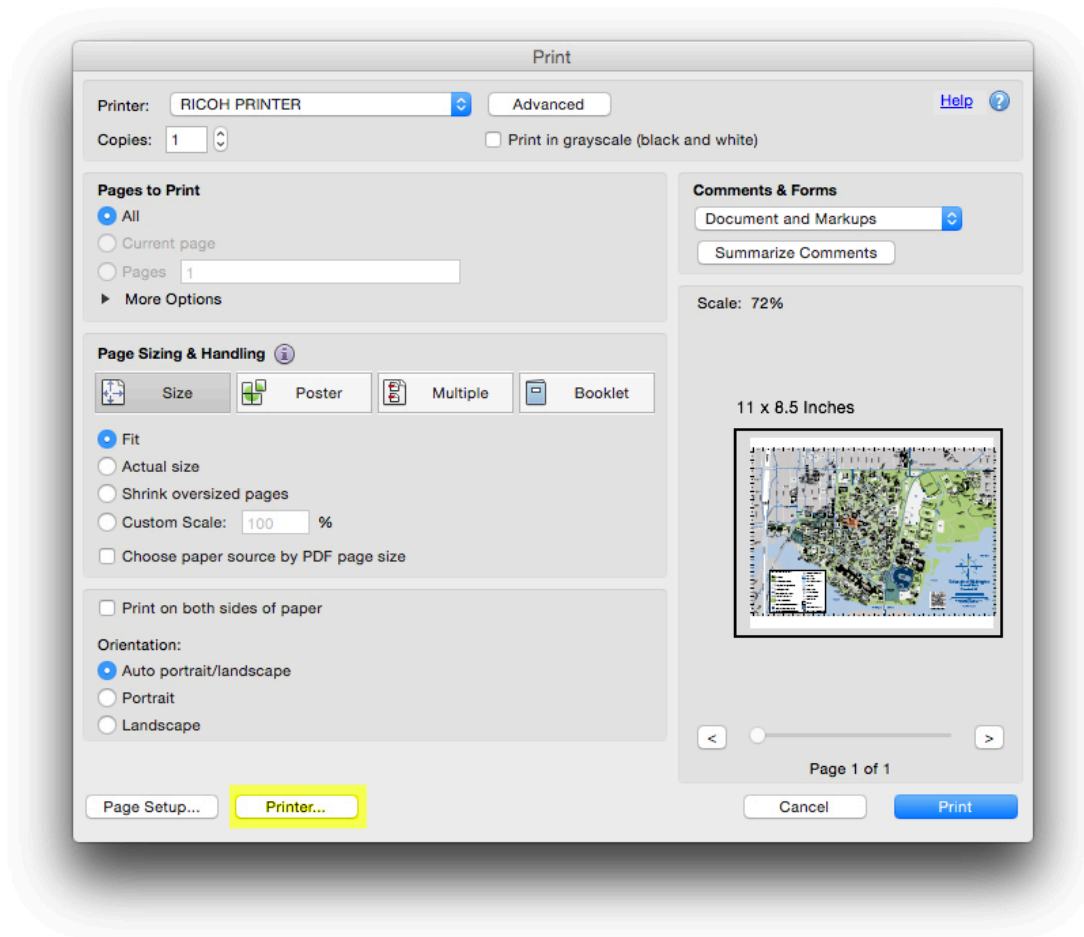 Print
Printer: RICOH PRINTER Advanced Help ?
Copies: 1 Print in grayscale (black and white)
Pages to Print
All
Current page
Pages 1
More Options
Comments & Forms
Document and Markups
Summarize Comments
Scale: 72%
Page Sizing & Handling i
Size Poster Multiple Booklet
Fit
Actual size
Shrink oversized pages
Custom Scale: 100 %
Choose paper source by PDF page size
11 x 8.5 Inches
Print on both sides of paper
Orientation:
Auto portrait/landscape
Portrait
Landscape
< >
Page 1 of 1
Page Setup... Printer... Cancel Print